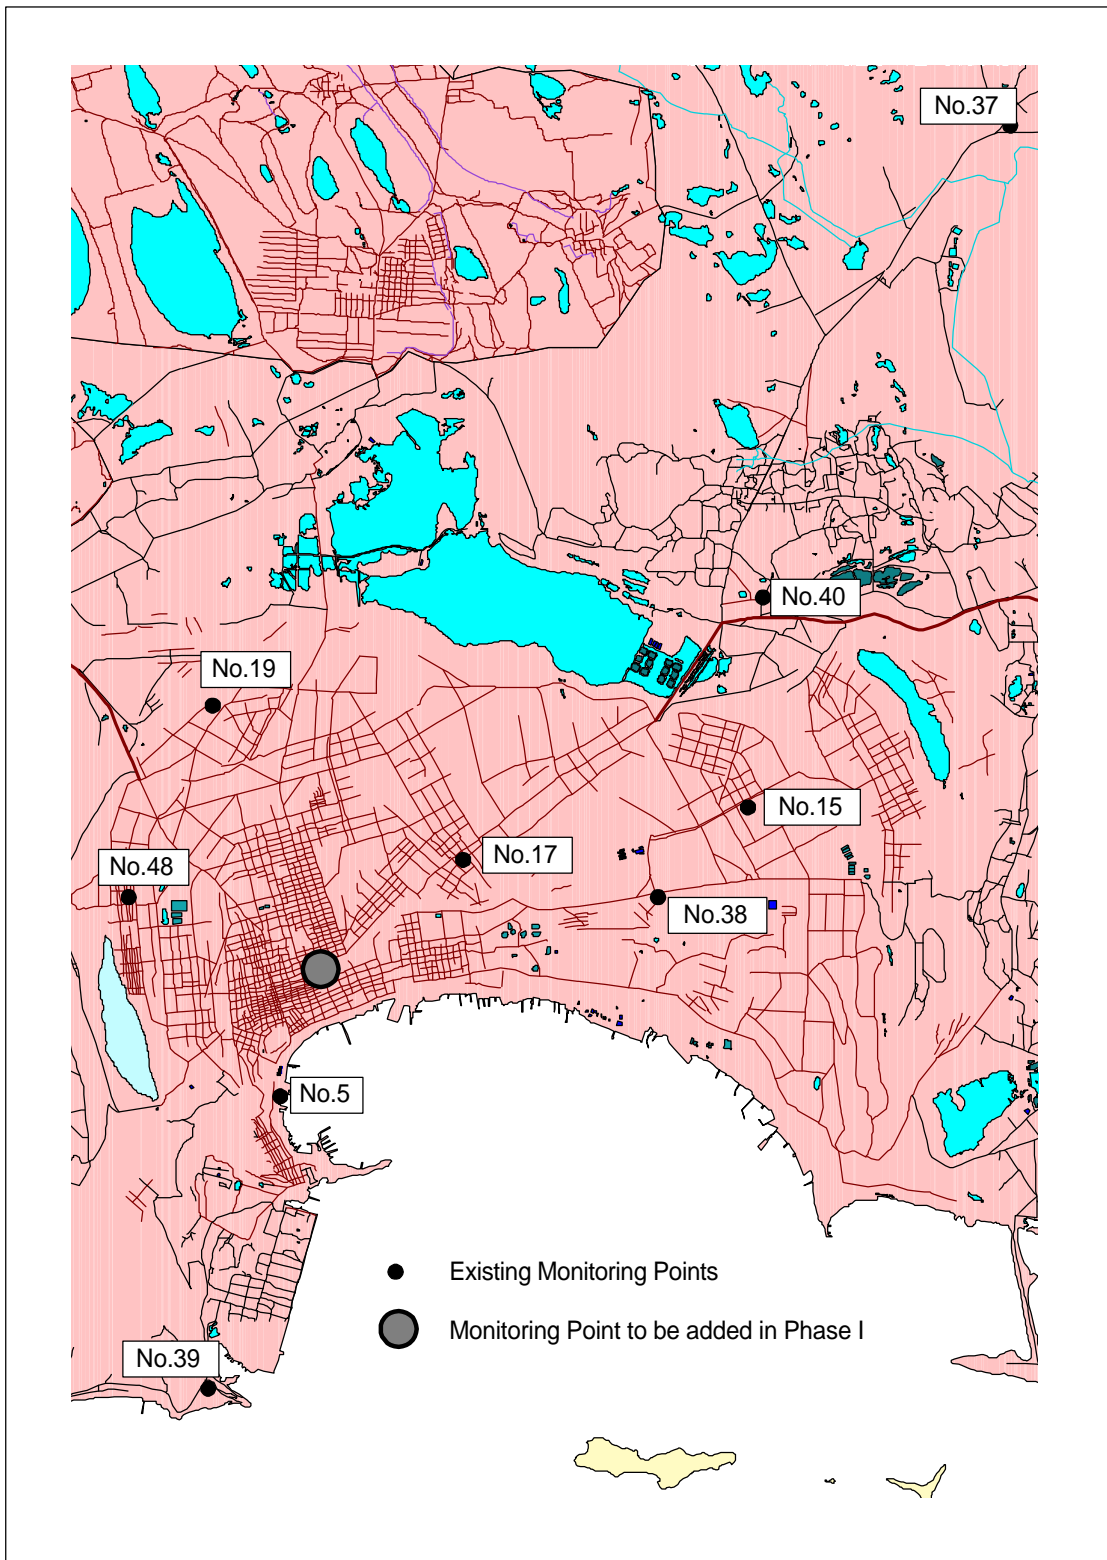 No.37
No.40
No.19
No.15
No.17
No.48
No.38
No.5
Existing Monitoring Points
Monitoring Point to be added in Phase I
No.39